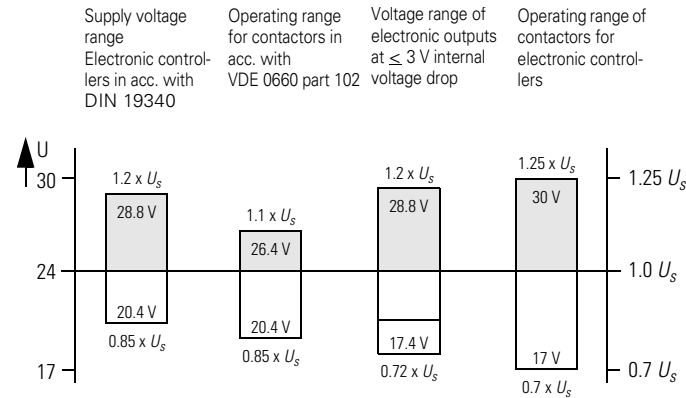 Supply voltage
range
Electronic control-
lers in acc. with
DIN 19340
Operating range
for contactors in
acc. with
VDE 0660 part 102
Voltage range of
electronic outputs
at ≤ 3 V internal
voltage drop
Operating range of
contactors for
electronic control-
lers
U
30
24
17
1.2 x Us
28.8 V
20.4 V
0.85 x Us
1.1 x Us
26.4 V
20.4 V
0.85 x Us
1.2 x Us
28.8 V
17.4 V
0.72 x Us
1.25 x Us
30 V
17 V
0.7 x Us
1.25 Us
1.0 Us
0.7 Us